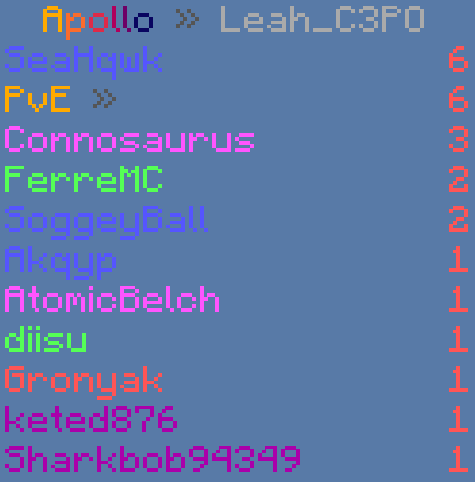 Apollo » Leah_C3PO
SeaHqwk 6
PvE » 6
Connosaurus 3
FerreMC 2
SoggeyBall 2
Akqyp 1
AtomicBelch 1
diisu 1
Gronyak 1
keted876 1
Sharkbob94349 1